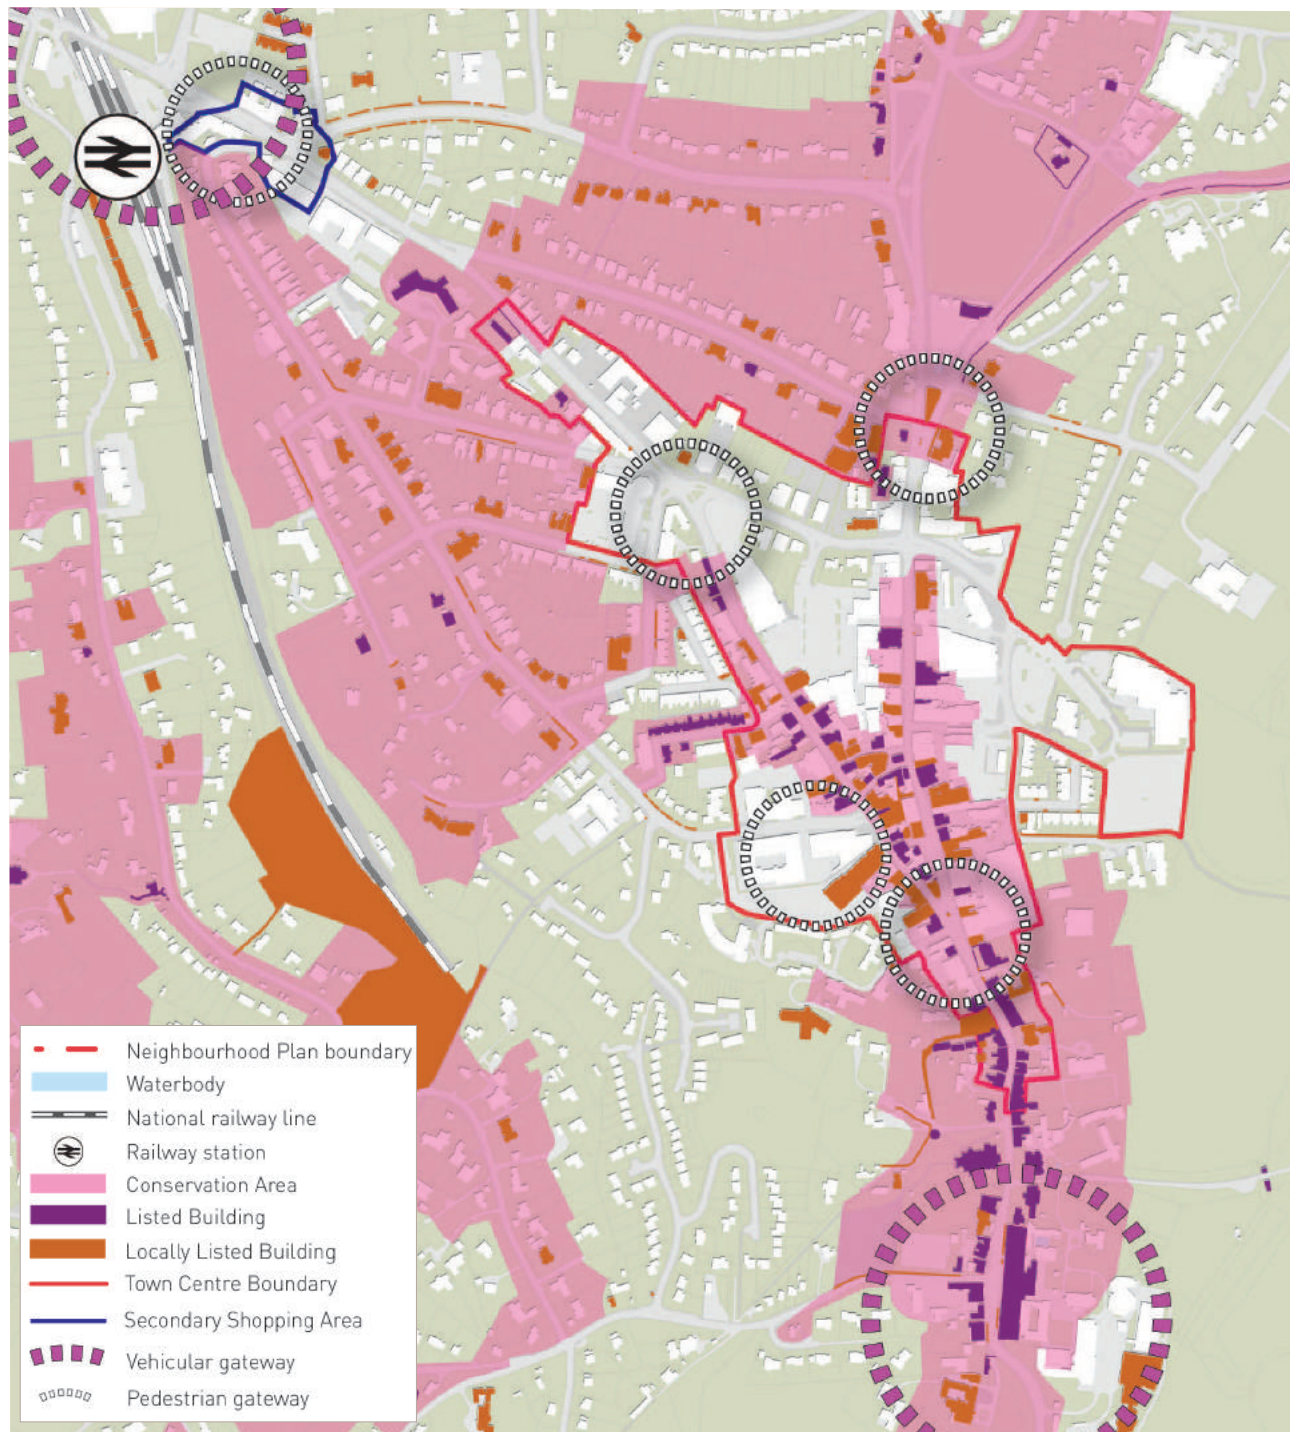 Neighbourhood Plan boundary
Waterbody
National railway line
Railway station
Conservation Area
Listed Building
Locally Listed Building
Town Centre Boundary
Secondary Shopping Area
Vehicular gateway
Pedestrian gateway